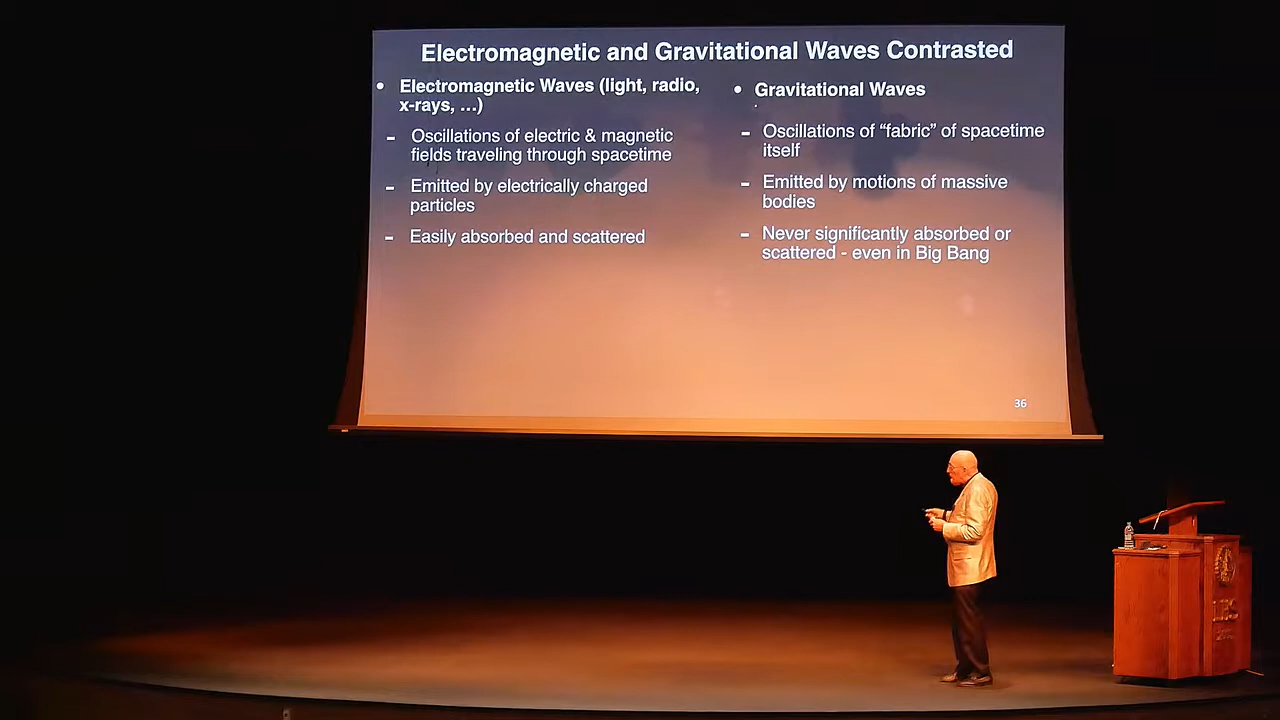 Electromagnetic and Gravitational Waves Contrasted
• Electromagnetic Waves (light, radio,
x-rays, ...)
- Oscillations of electric & magnetic
fields traveling through spacetime
- Emitted by electrically charged
particles
- Easily absorbed and scattered
• Gravitational Waves
- Oscillations of “fabric” of spacetime
itself
- Emitted by motions of massive
bodies
- Never significantly absorbed or
scattered - even in Big Bang
36